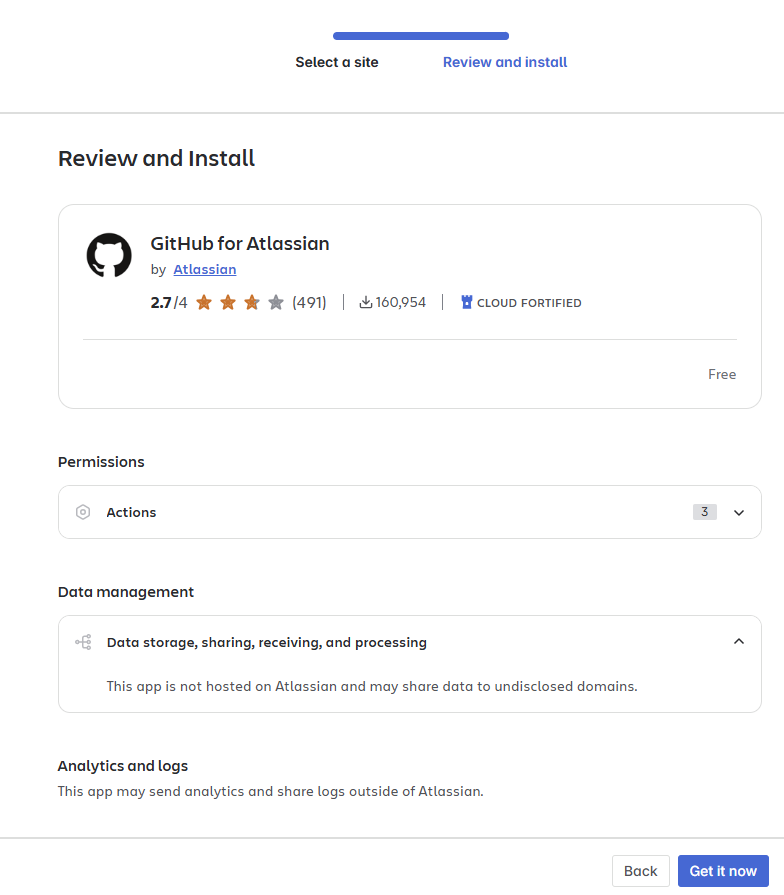 Select a site
Review and install
Review and Install
GitHub for Atlassian
by Atlassian
2.7/4 (491) 160,954 CLOUD FORTIFIED
Free
Permissions
Actions 3
Data management
Data storage, sharing, receiving, and processing
This app is not hosted on Atlassian and may share data to undisclosed domains.
Analytics and logs
This app may send analytics and share logs outside of Atlassian.
Back
Get it now